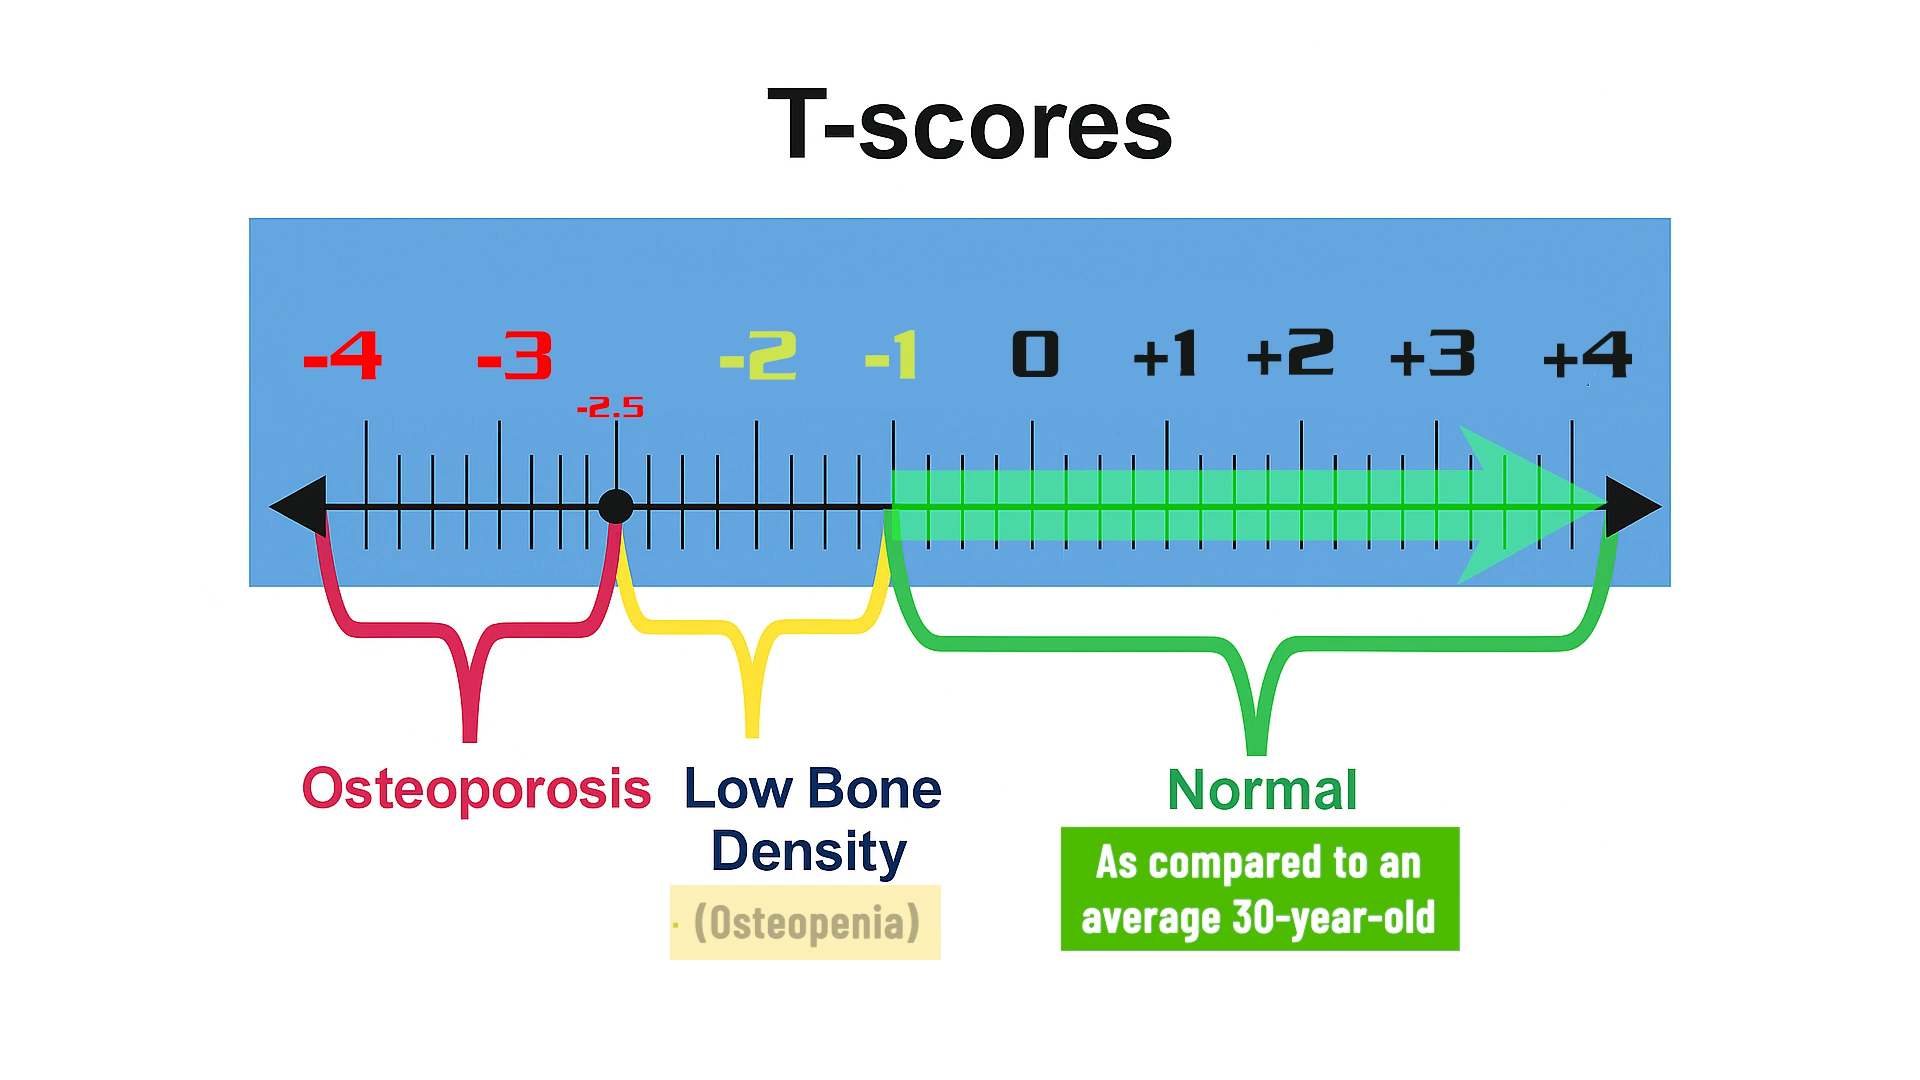 T-scores
-4 -3 -2 -1 0 +1 +2 +3 +4
-2.5
Osteoporosis
Low Bone
Density
(Osteopenia)
Normal
As compared to an
average 30-year-old